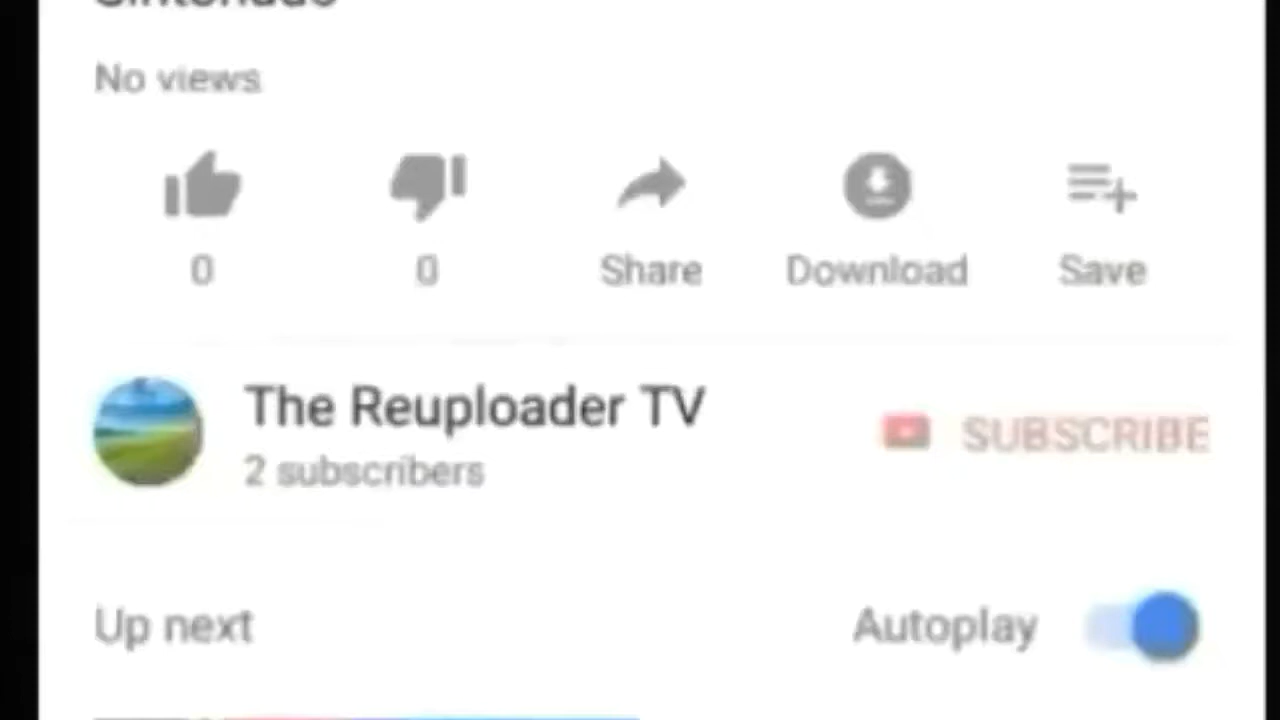 No views
0 0 Share Download Save
The Reuploader TV
2 subscribers
SUBSCRIBE
Up next Autoplay